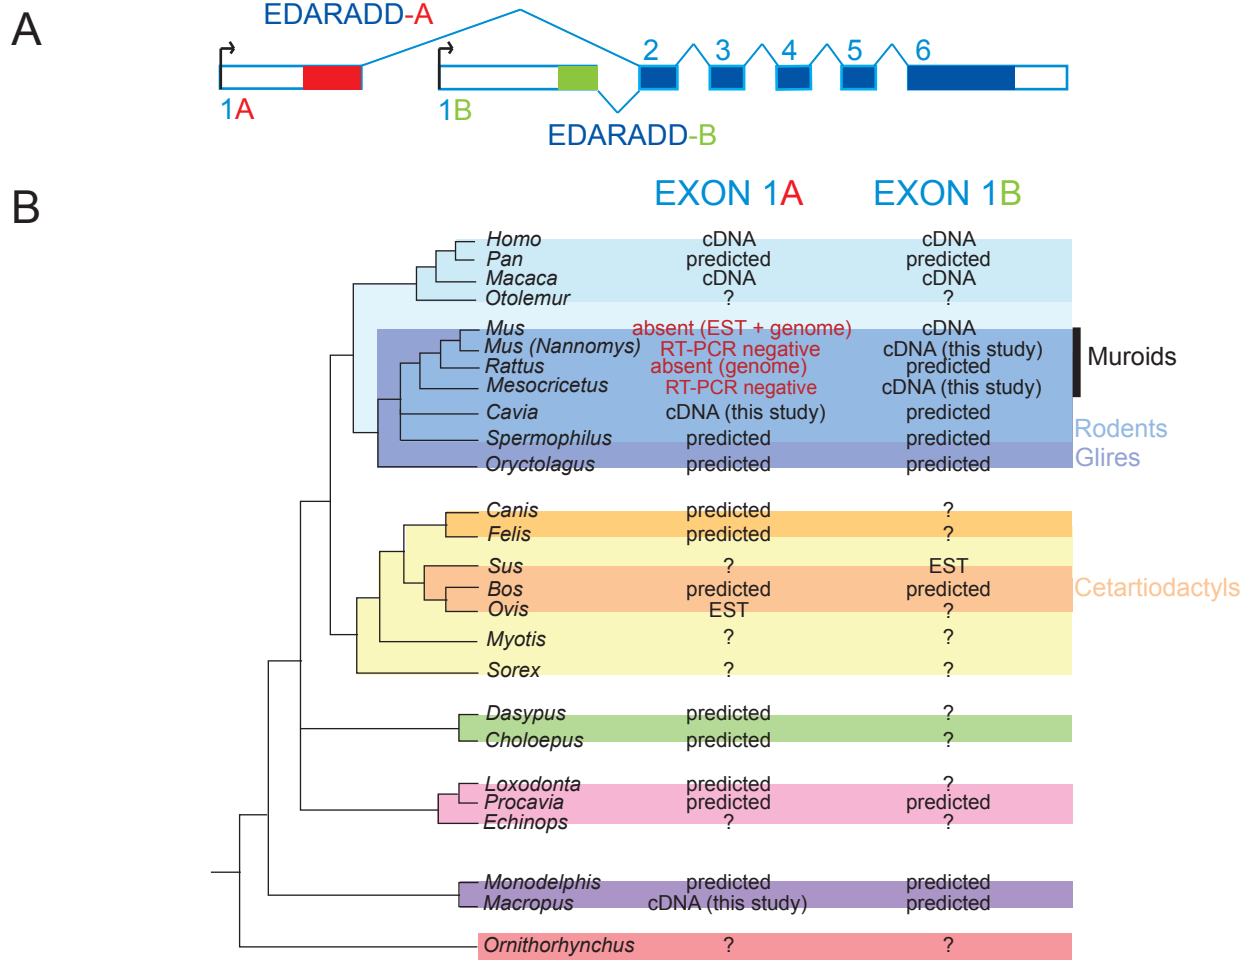 A
EDARADD-A
2 3 4 5 6
1A 1B
EDARADD-B
B
EXON 1A EXON 1B
Homo cDNA cDNA
Pan predicted predicted
Macaca cDNA cDNA
Otolemur ? ?
Mus absent (EST + genome) cDNA
Mus (Nannomys) RT-PCR negative cDNA (this study)
Muroids
Rattus absent (genome) predicted
Mesocricetus RT-PCR negative cDNA (this study)
Cavia cDNA (this study) predicted
Rodents
Spermophilus predicted predicted
Glires
Oryctolagus predicted predicted
Canis predicted ?
Felis predicted ?
Sus ? EST
Bos predicted predicted
Cetartiodactyls
Ovis EST ?
Myotis ? ?
Sorex ? ?
Dasypus predicted ?
Choloepus predicted ?
Loxodonta predicted ?
Procavia predicted predicted
Echinops ? ?
Monodelphis predicted predicted
Macropus cDNA (this study) predicted
Ornithorhynchus ? ?